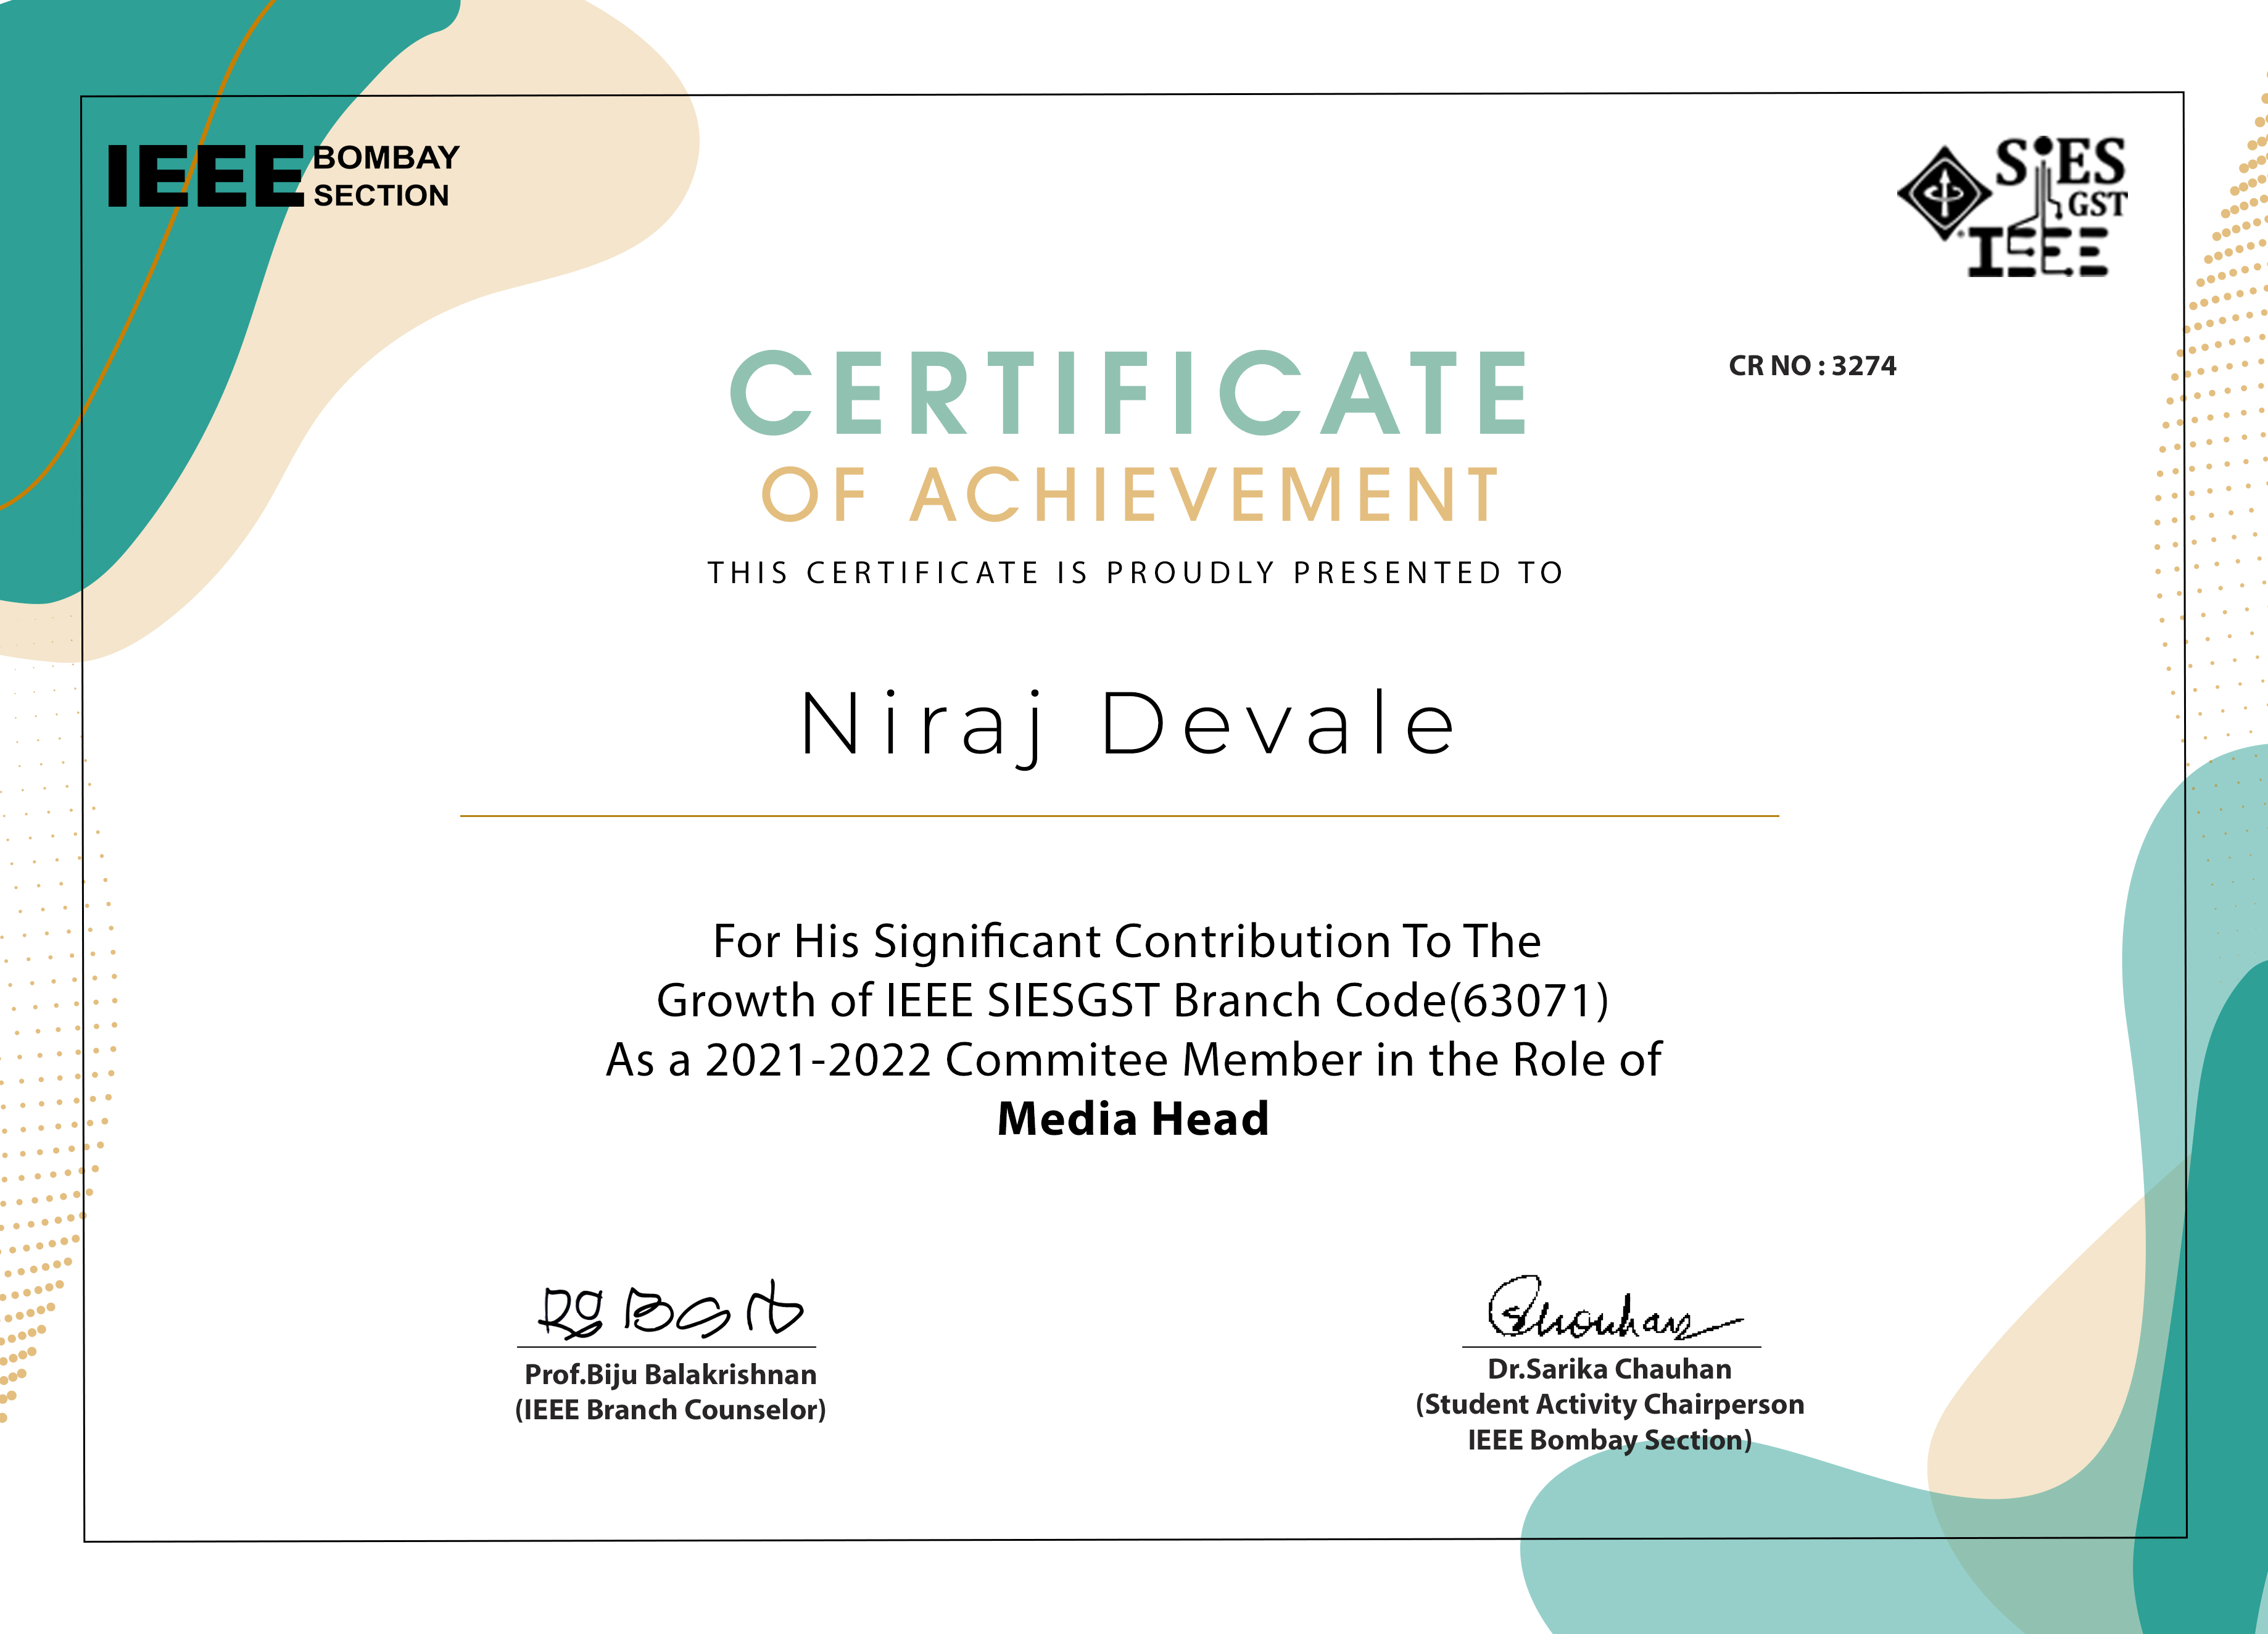 IEEE BOMBAY
SECTION
SiES
GST
IEEE
CERTIFICATE
CR NO : 3274
OF ACHIEVEMENT
THIS CERTIFICATE IS PROUDLY PRESENTED TO
Niraj Devale
For His Significant Contribution To The
Growth of IEEE SIESGST Branch Code(63071)
As a 2021-2022 Commitee Member in the Role of
Media Head
Prof.Biju Balakrishnan
(IEEE Branch Counselor)
Chauhan
Dr.Sarika Chauhan
(Student Activity Chairperson
IEEE Bombay Section)